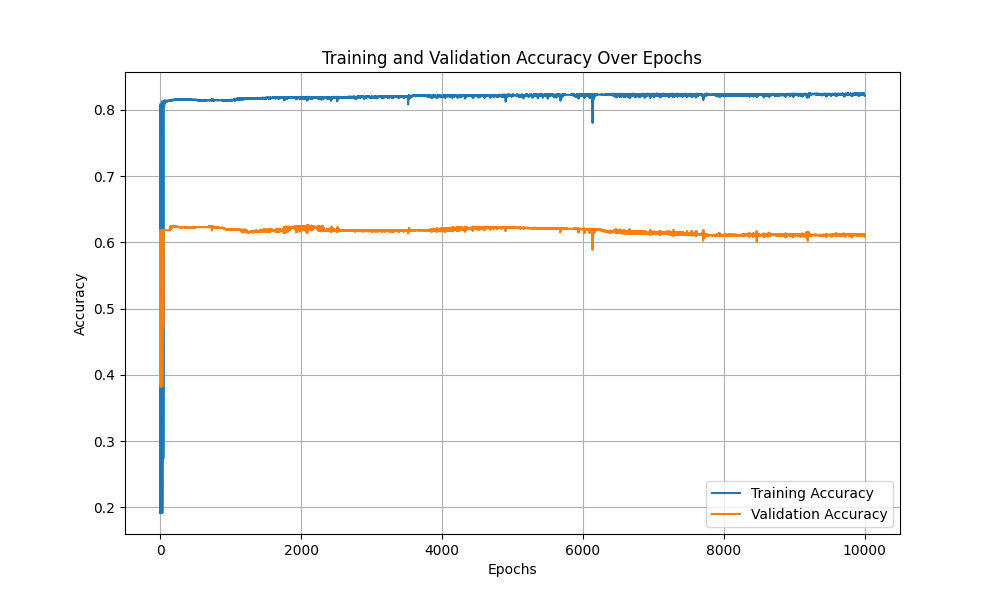 Training and Validation Accuracy Over Epochs
Accuracy
0.8
0.7
0.6
0.5
0.4
0.3
0.2
0 2000 4000 6000 8000 10000
Epochs
Training Accuracy
Validation Accuracy